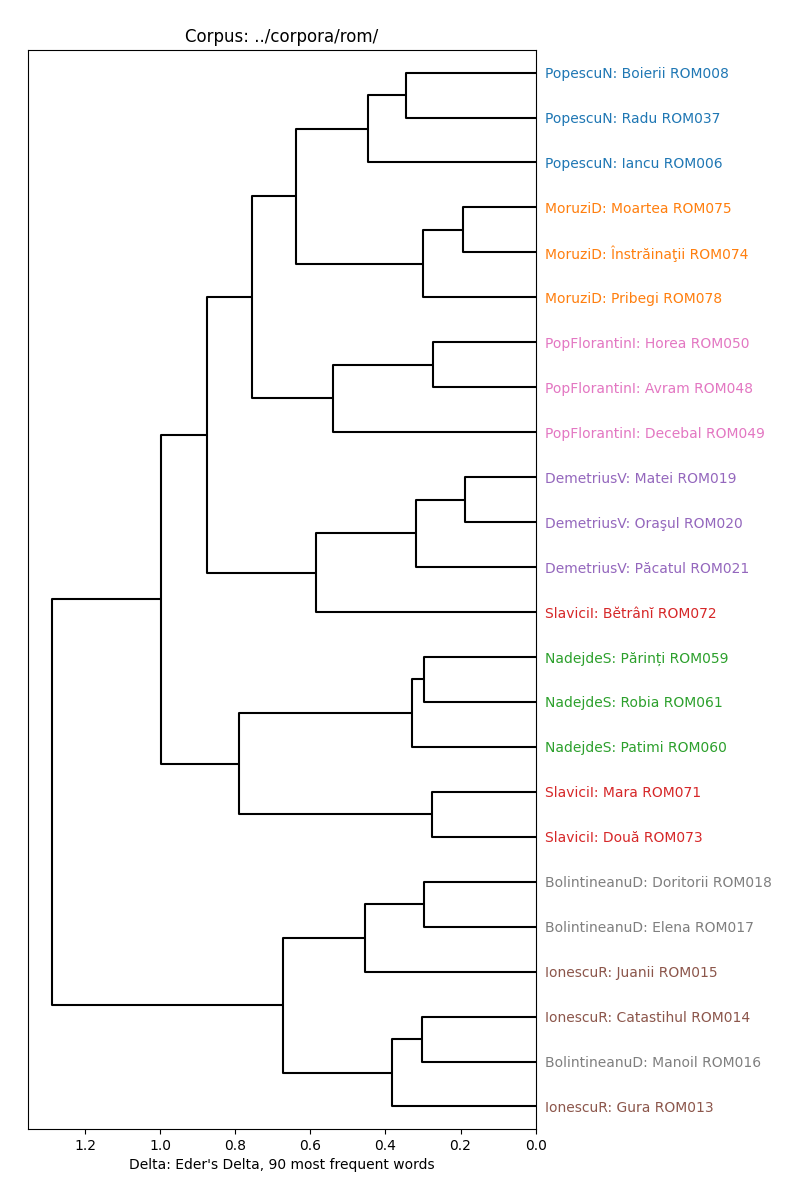 Corpus: ../corpora/rom/
PopescuN: Boierii ROM008
PopescuN: Radu ROM037
PopescuN: Iancu ROM006
MoruziD: Moartea ROM075
MoruziD: Înstrăinaţii ROM074
MoruziD: Pribegi ROM078
PopFlorantinI: Horea ROM050
PopFlorantinI: Avram ROM048
PopFlorantinI: Decebal ROM049
DemetriusV: Matei ROM019
DemetriusV: Oraşul ROM020
DemetriusV: Păcatul ROM021
SlaviciI: Bĕtrânĭ ROM072
NadejdeS: Părinți ROM059
NadejdeS: Robia ROM061
NadejdeS: Patimi ROM060
SlaviciI: Mara ROM071
SlaviciI: Două ROM073
BolintineanuD: Doritorii ROM018
BolintineanuD: Elena ROM017
IonescuR: Juanii ROM015
IonescuR: Catastihul ROM014
BolintineanuD: Manoil ROM016
IonescuR: Gura ROM013
1.2 1.0 0.8 0.6 0.4 0.2 0.0
Delta: Eder's Delta, 90 most frequent words